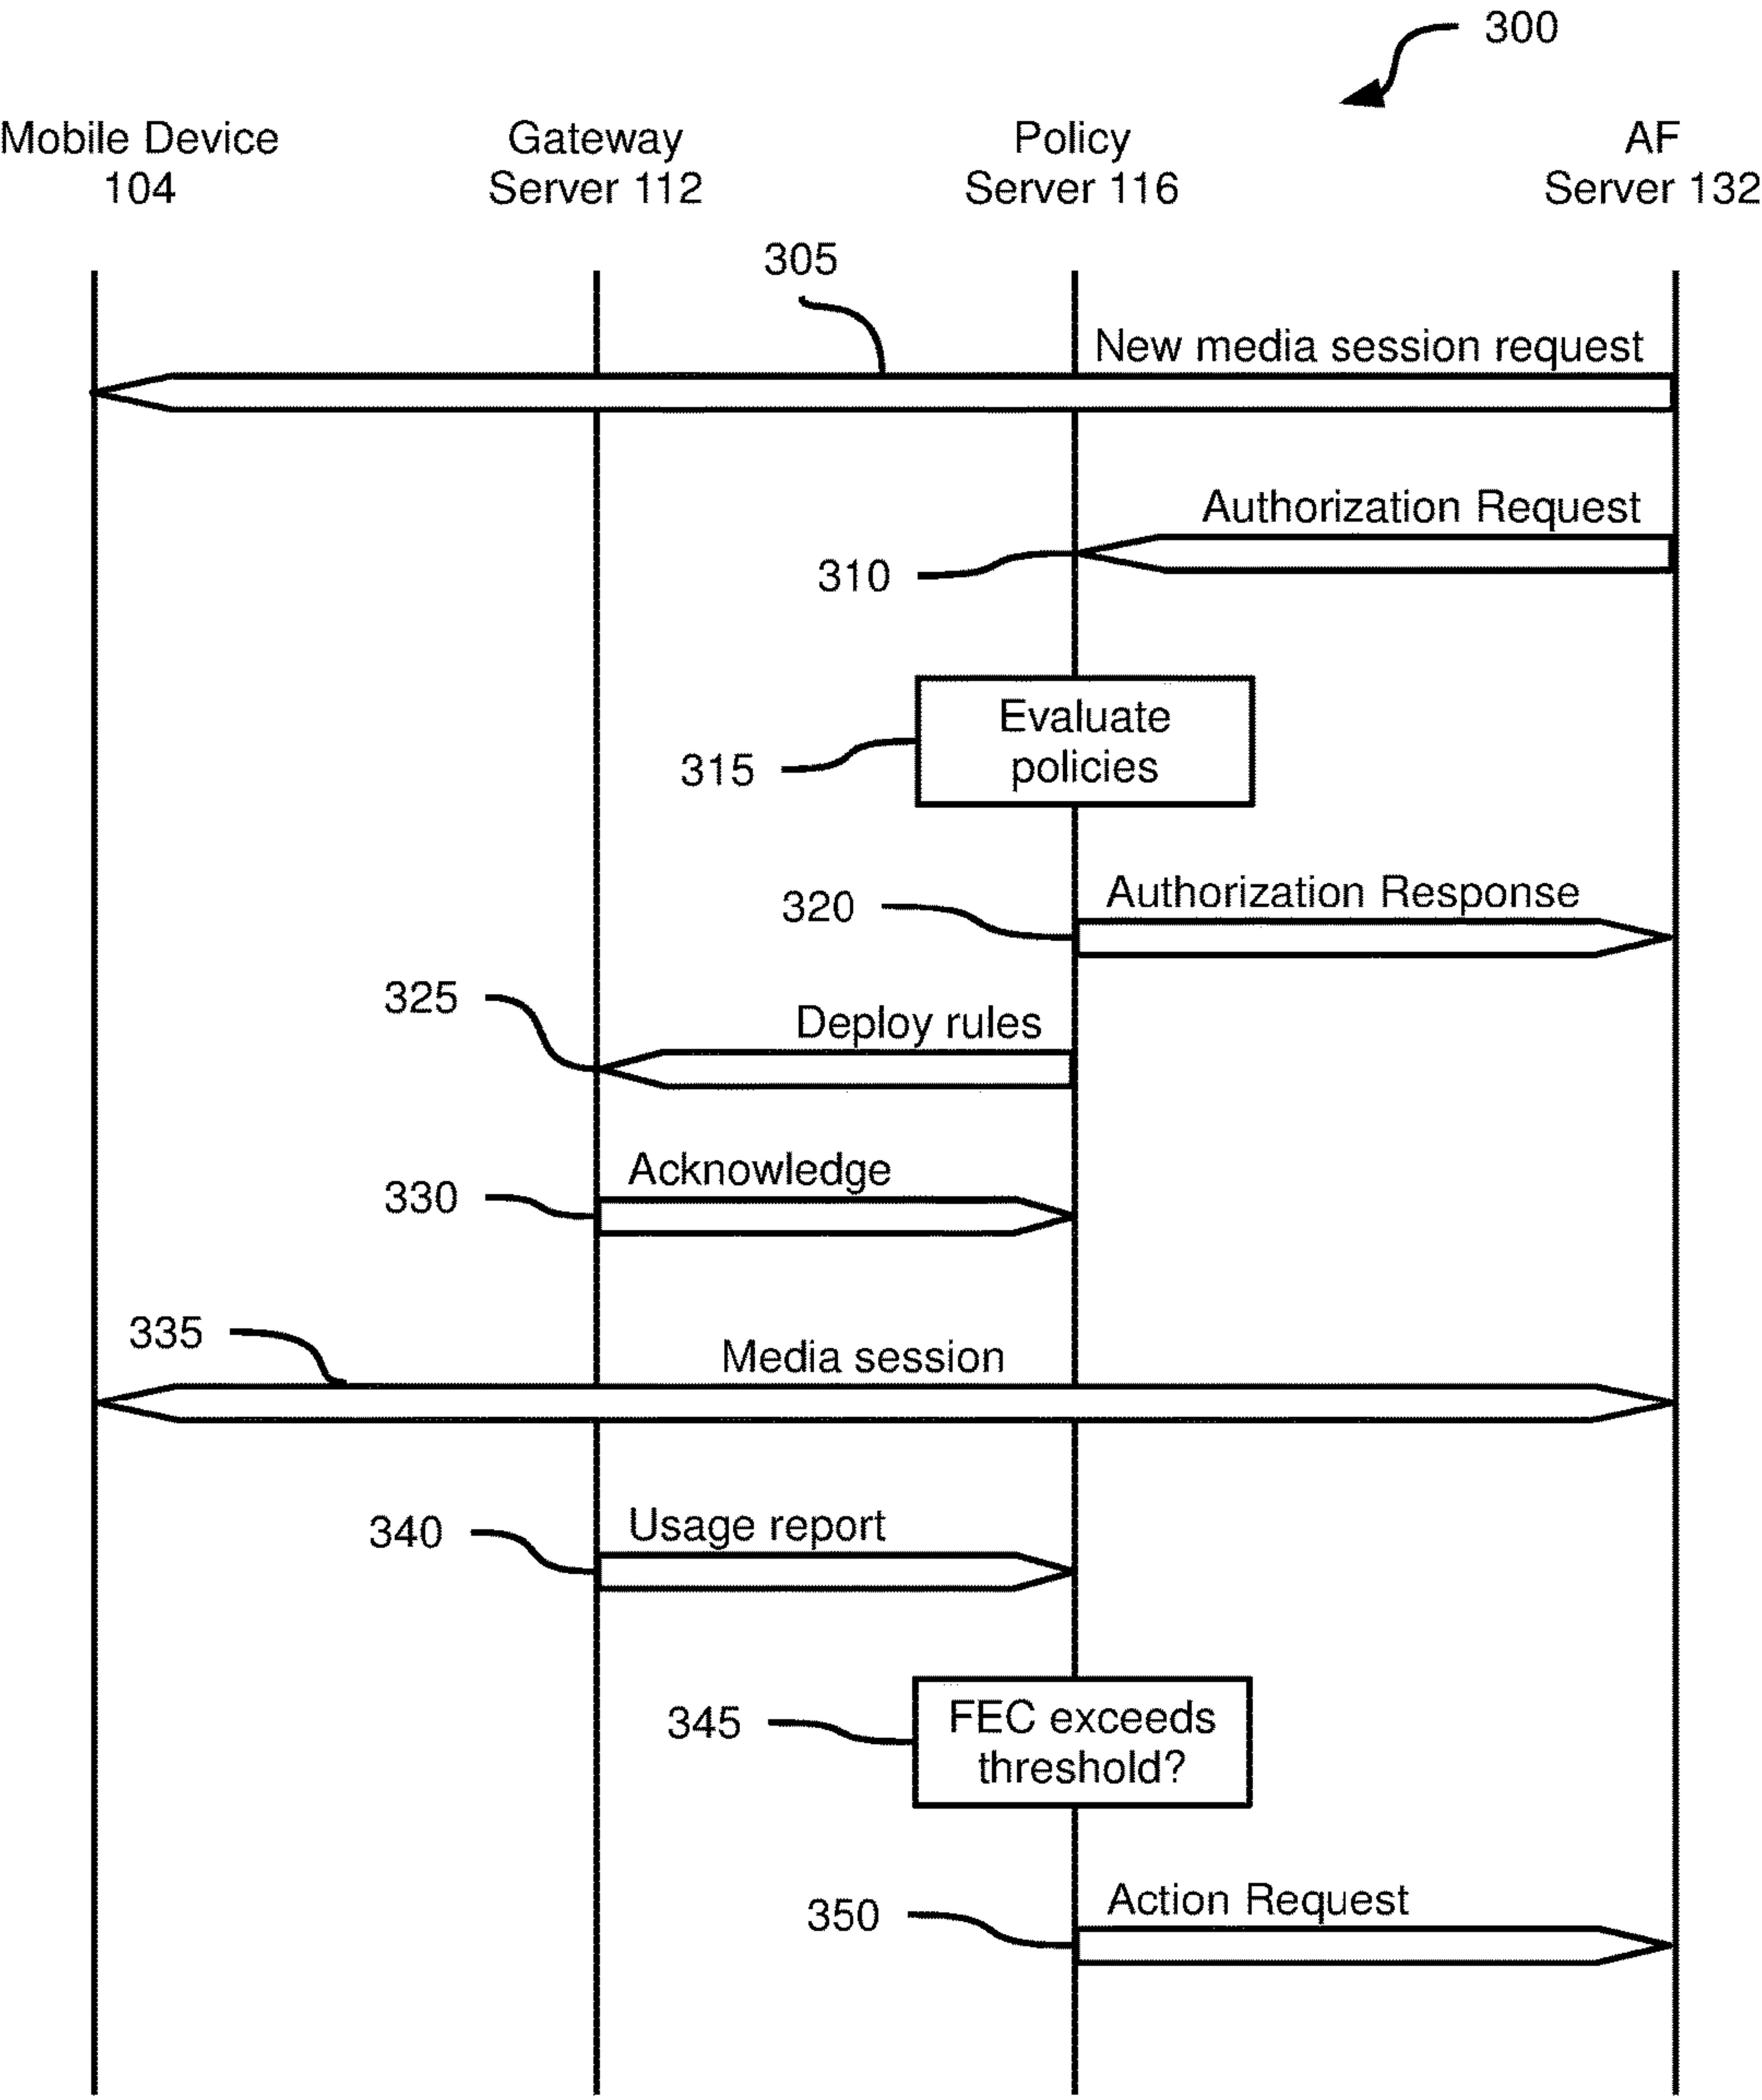 300
Mobile Device
104
Gateway
Server 112
Policy
Server 116
AF
Server 132
305
New media session request
Authorization Request
310
Evaluate
policies
315
320
Authorization Response
325
Deploy rules
Acknowledge
330
335
Media session
Usage report
340
FEC exceeds
threshold?
345
Action Request
350